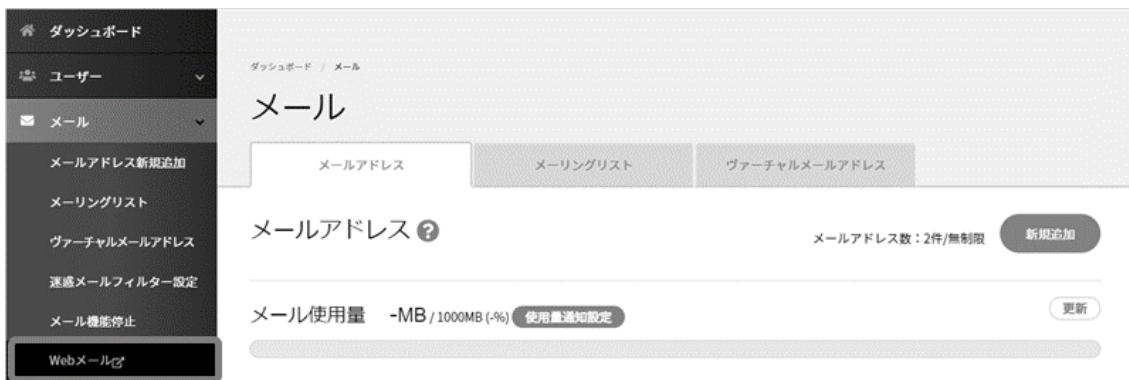 ダッシュボード
ユーザー
メール
メールアドレス新規追加
メーリングリスト
ヴァーチャルメールアドレス
迷惑メールフィルター設定
メール機能停止
Webメール
ダッシュボード / メール
メール
メールアドレス
メーリングリスト
ヴァーチャルメールアドレス
メールアドレス ?
メールアドレス数：2件/無制限
新規追加
メール使用量 -MB / 1000MB (-%) 使用量通知設定
更新